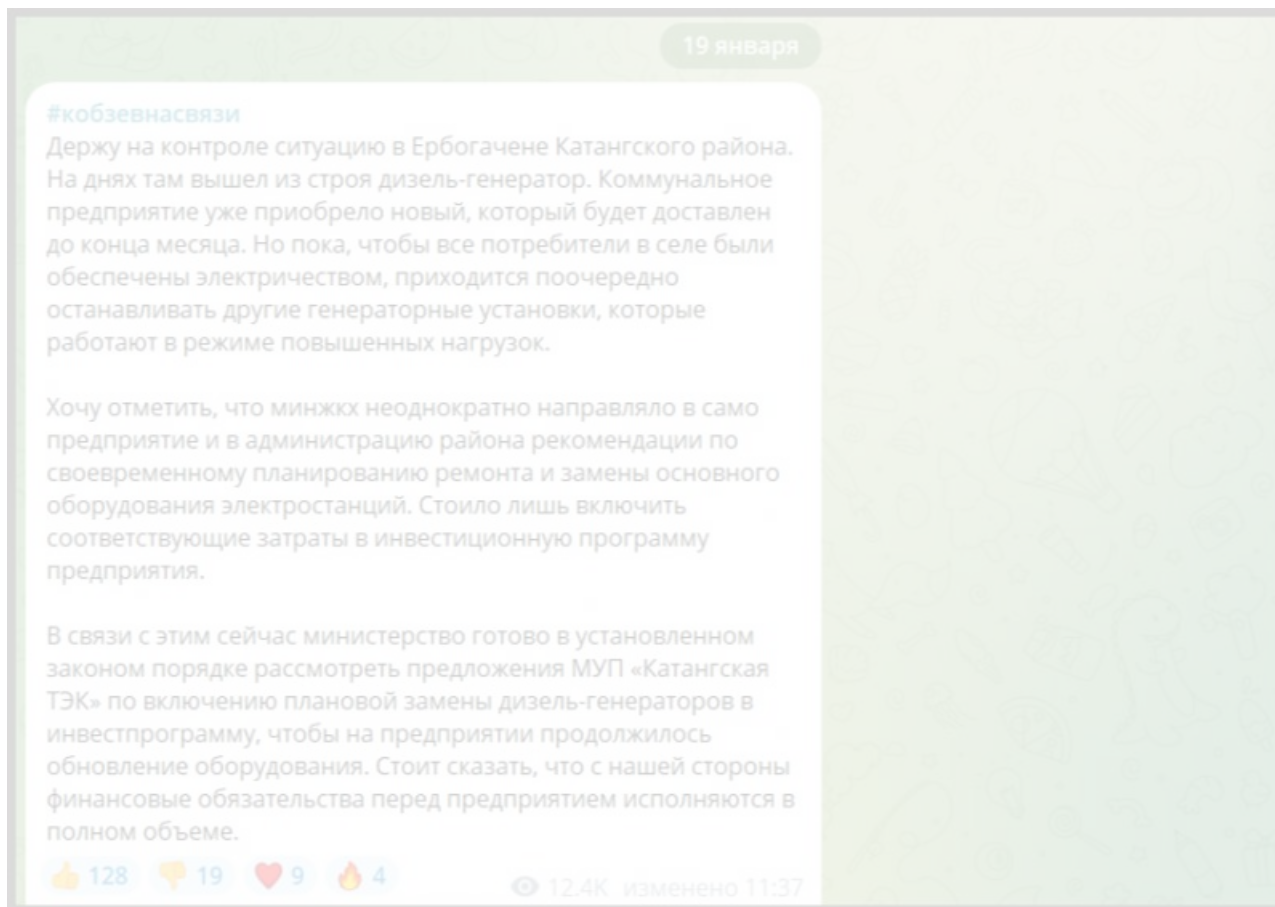 19 января
#кобзевнасвязи
Держу на контроле ситуацию в Ербогачене Катангского района.
На днях там вышел из строя дизель-генератор. Коммунальное
предприятие уже приобрело новый, который будет доставлен
до конца месяца. Но пока, чтобы все потребители в селе были
обеспечены электричеством, приходится поочередно
останавливать другие генераторные установки, которые
работают в режиме повышенных нагрузок.
Хочу отметить, что минжкх неоднократно направляло в само
предприятие и в администрацию района рекомендации по
своевременному планированию ремонта и замены основного
оборудования электростанций. Стоило лишь включить
соответствующие затраты в инвестиционную программу
предприятия.
В связи с этим сейчас министерство готово в установленном
законом порядке рассмотреть предложения МУП «Катангская
ТЭК» по включению плановой замены дизель-генераторов в
инвестпрограмму, чтобы на предприятии продолжилось
обновление оборудования. Стоит сказать, что с нашей стороны
финансовые обязательства перед предприятием исполняются в
полном объеме.
👍 128 👎 19 ❤️ 9 🔥 4 12.4K изменено 11:37